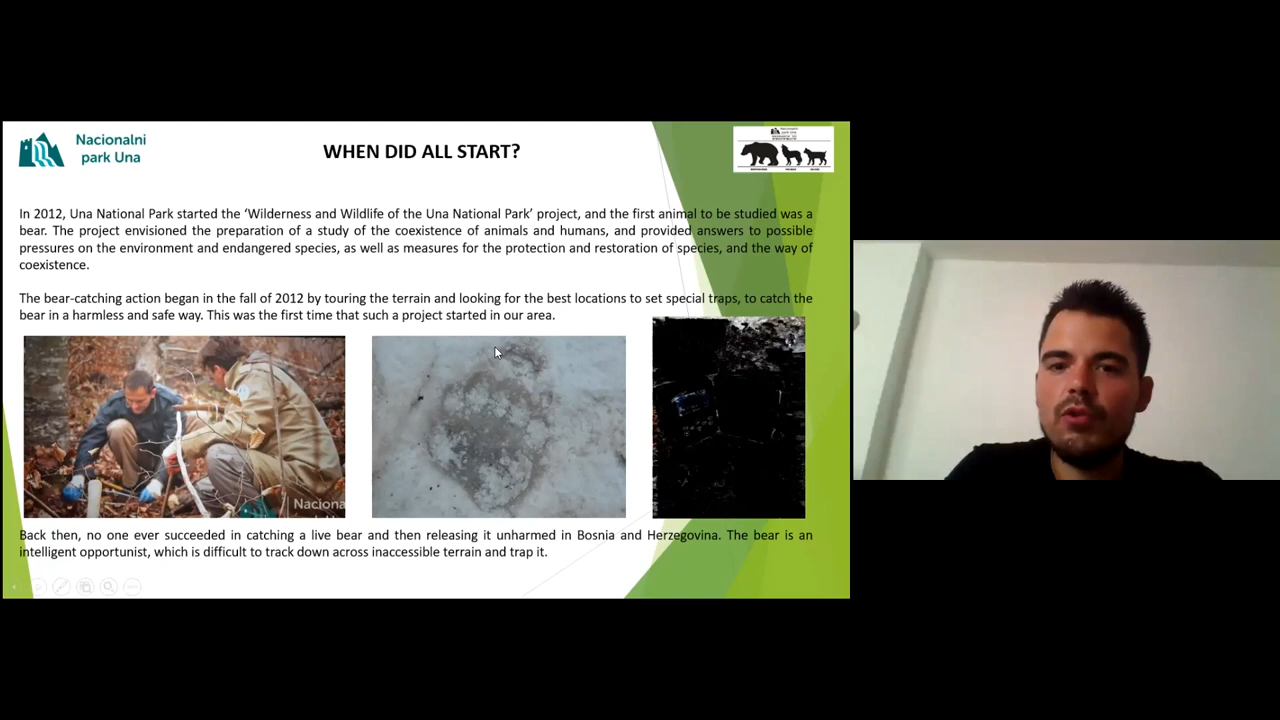 Nacionalni
park Una
WHEN DID ALL START?
In 2012, Una National Park started the ‘Wilderness and Wildlife of the Una National Park’ project, and the first animal to be studied was a
bear. The project envisioned the preparation of a study of the coexistence of animals and humans, and provided answers to possible
pressures on the environment and endangered species, as well as measures for the protection and restoration of species, and the way of
coexistence.
The bear-catching action began in the fall of 2012 by touring the terrain and looking for the best locations to set special traps, to catch the
bear in a harmless and safe way. This was the first time that such a project started in our area.
Naciona
Back then, no one ever succeeded in catching a live bear and then releasing it unharmed in Bosnia and Herzegovina. The bear is an
intelligent opportunist, which is difficult to track down across inaccessible terrain and trap it.